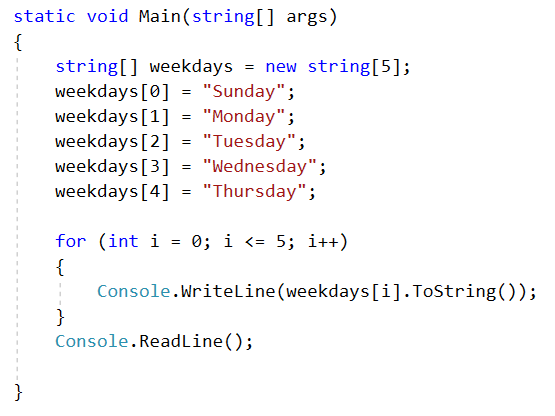 static void Main(string[] args)
{
    string[] weekdays = new string[5];
    weekdays[0] = "Sunday";
    weekdays[1] = "Monday";
    weekdays[2] = "Tuesday";
    weekdays[3] = "Wednesday";
    weekdays[4] = "Thursday";

    for (int i = 0; i <= 5; i++)
    {
        Console.WriteLine(weekdays[i].ToString());
    }
    Console.ReadLine();

}